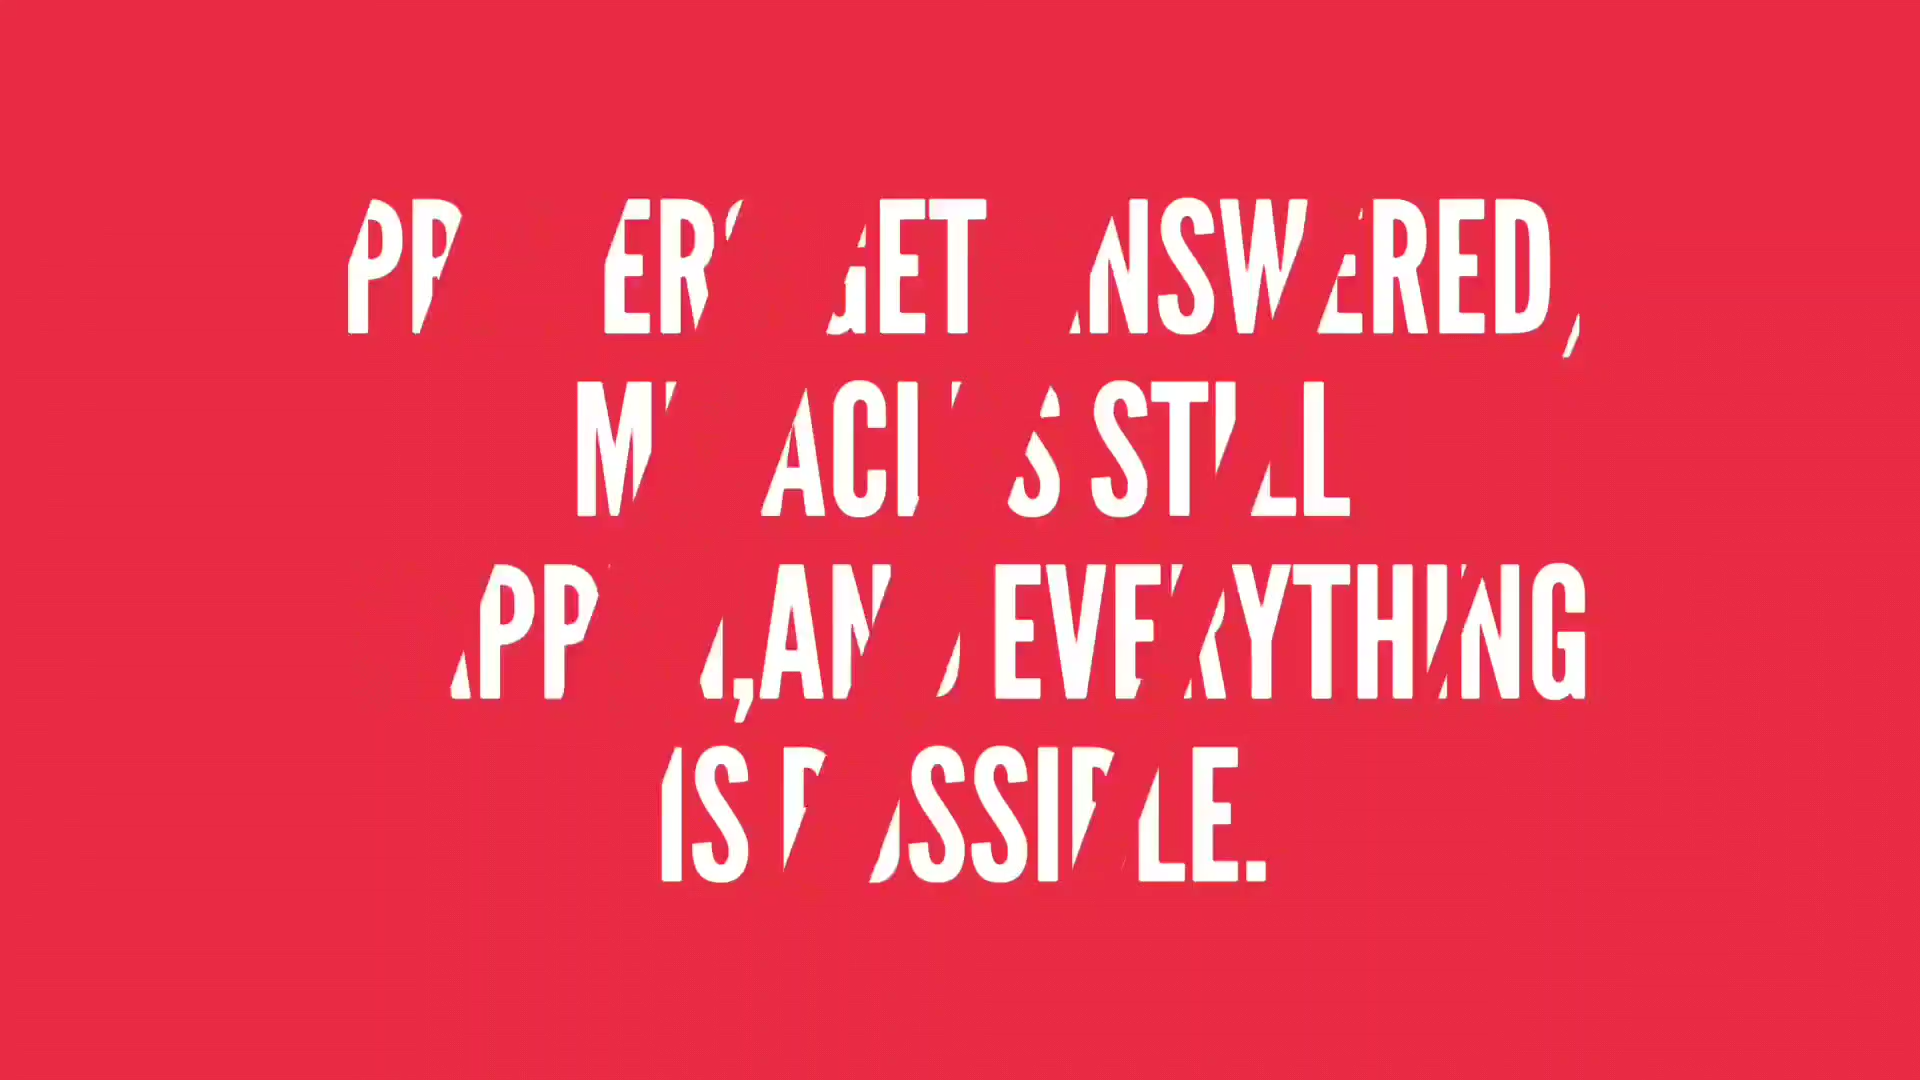 PRAYERS GET ANSWERED,
MIRACLES STILL
HAPPEN, AND EVERYTHING
IS POSSIBLE.